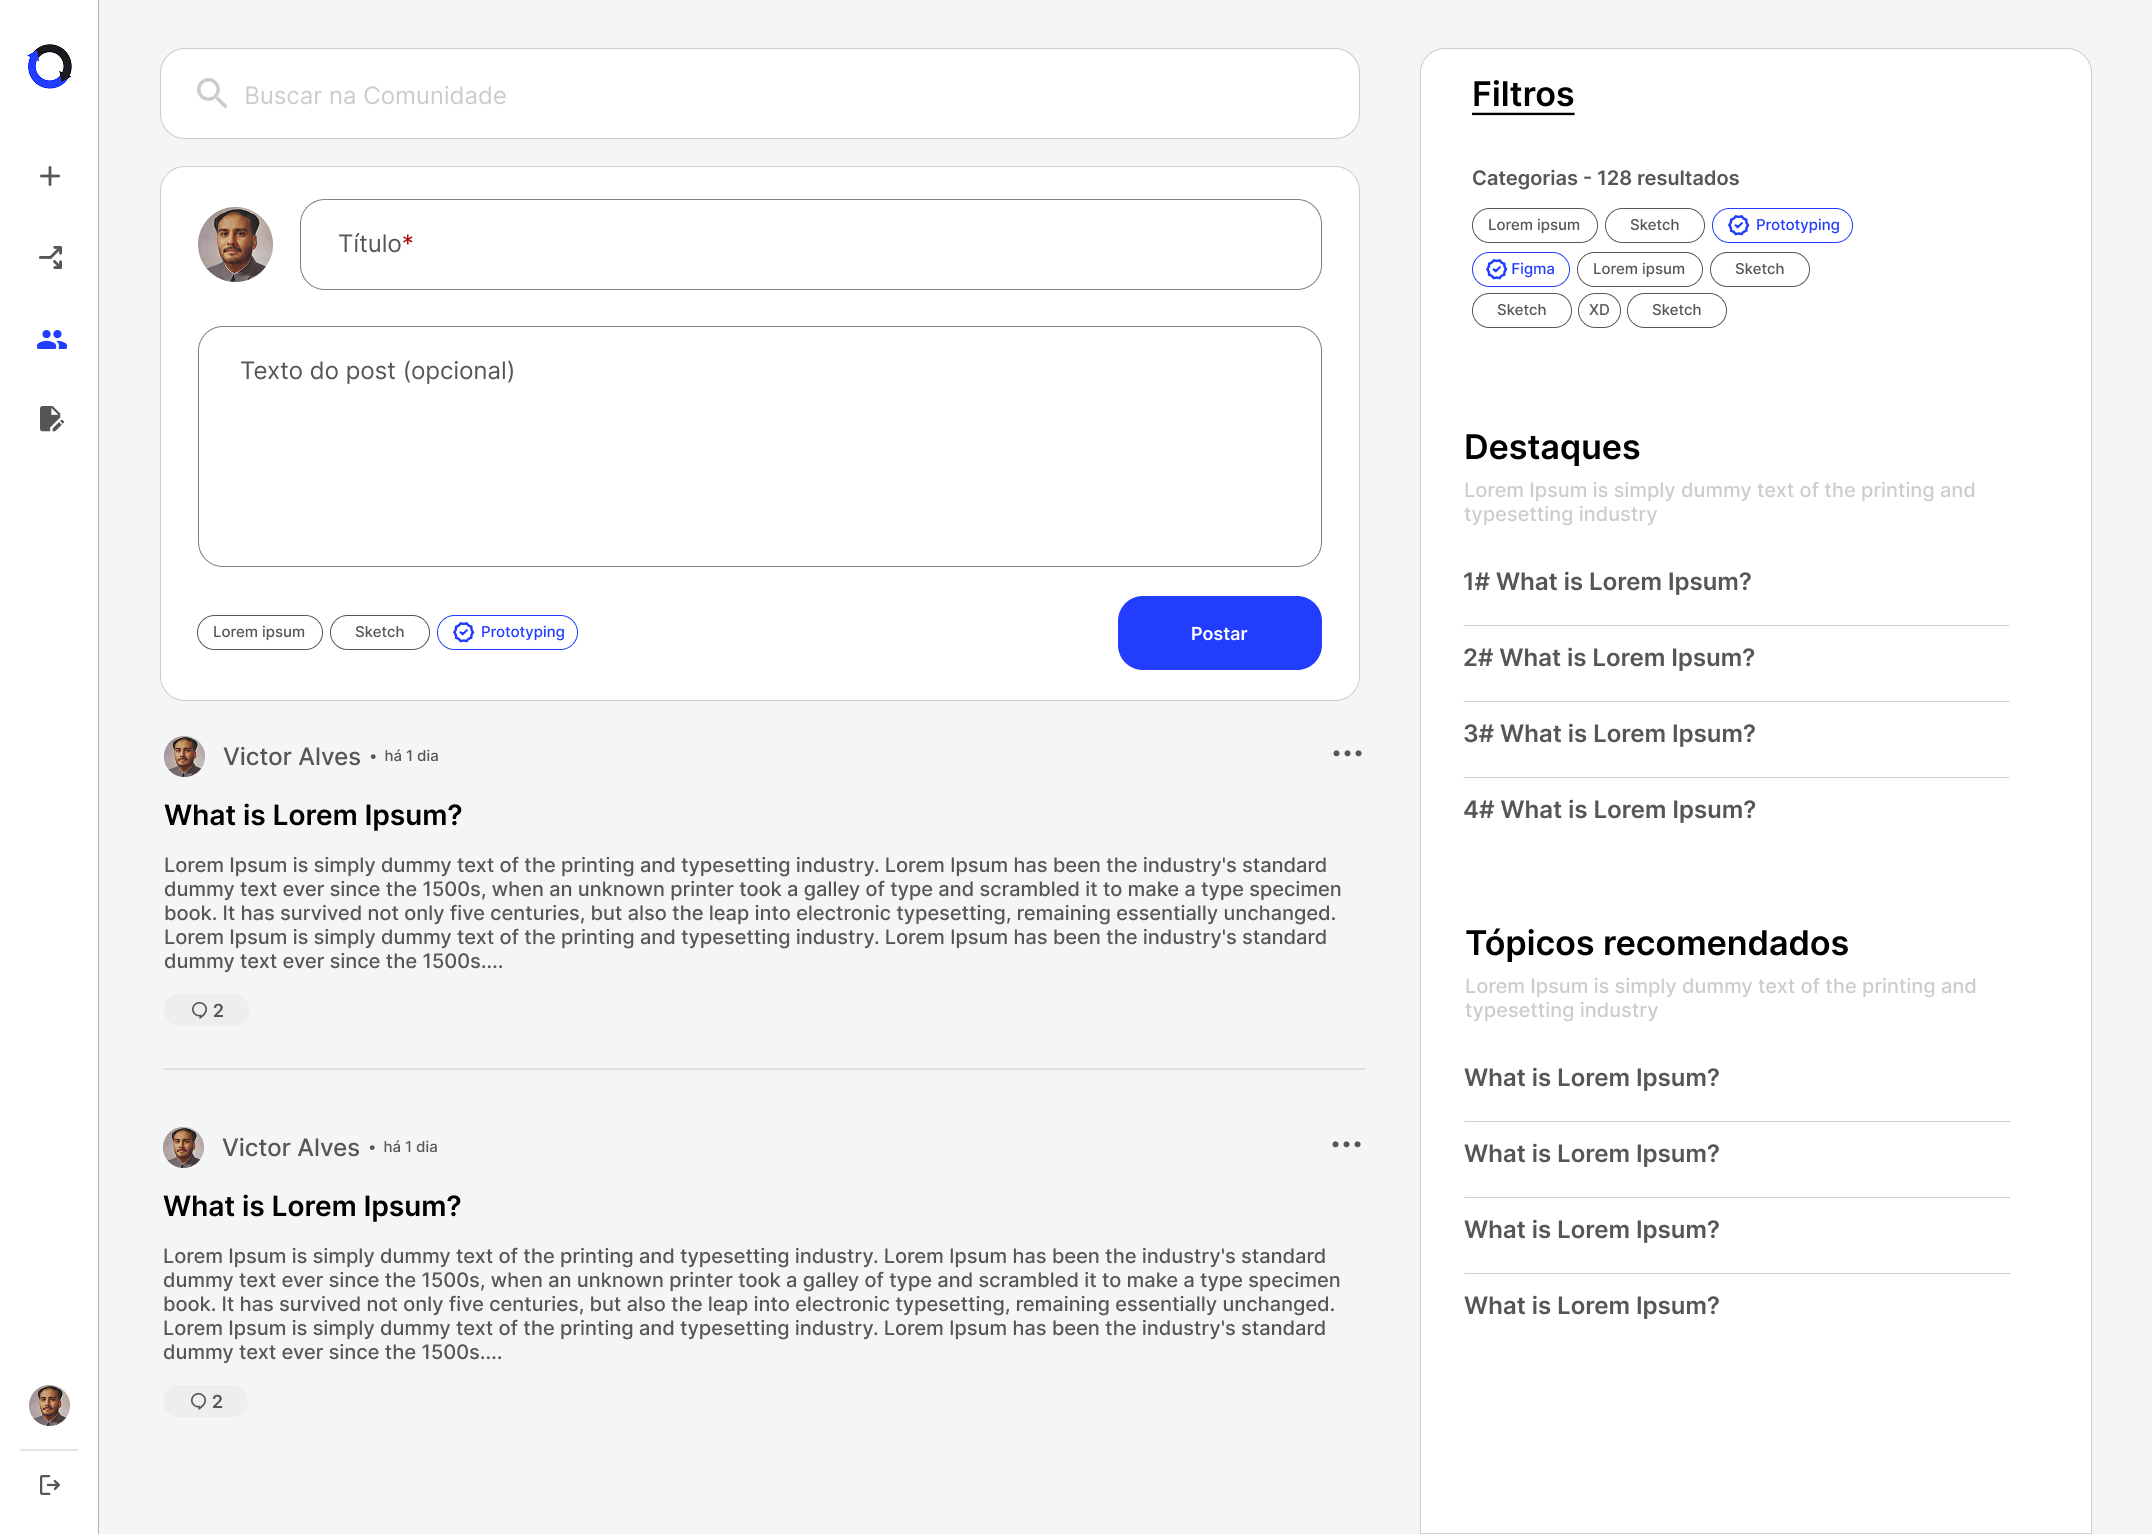 Buscar na Comunidade
Título*
Texto do post (opcional)
Lorem ipsum
Sketch
Prototyping
Postar
Victor Alves • há 1 dia
What is Lorem Ipsum?
Lorem Ipsum is simply dummy text of the printing and typesetting industry. Lorem Ipsum has been the industry's standard
dummy text ever since the 1500s, when an unknown printer took a galley of type and scrambled it to make a type specimen
book. It has survived not only five centuries, but also the leap into electronic typesetting, remaining essentially unchanged.
Lorem Ipsum is simply dummy text of the printing and typesetting industry. Lorem Ipsum has been the industry's standard
dummy text ever since the 1500s....
2
Victor Alves • há 1 dia
What is Lorem Ipsum?
Lorem Ipsum is simply dummy text of the printing and typesetting industry. Lorem Ipsum has been the industry's standard
dummy text ever since the 1500s, when an unknown printer took a galley of type and scrambled it to make a type specimen
book. It has survived not only five centuries, but also the leap into electronic typesetting, remaining essentially unchanged.
Lorem Ipsum is simply dummy text of the printing and typesetting industry. Lorem Ipsum has been the industry's standard
dummy text ever since the 1500s....
2
Filtros
Categorias - 128 resultados
Lorem ipsum
Sketch
Prototyping
Figma
Lorem ipsum
Sketch
Sketch
XD
Sketch
Destaques
Lorem Ipsum is simply dummy text of the printing and
typesetting industry
1# What is Lorem Ipsum?
2# What is Lorem Ipsum?
3# What is Lorem Ipsum?
4# What is Lorem Ipsum?
Tópicos recomendados
Lorem Ipsum is simply dummy text of the printing and
typesetting industry
What is Lorem Ipsum?
What is Lorem Ipsum?
What is Lorem Ipsum?
What is Lorem Ipsum?